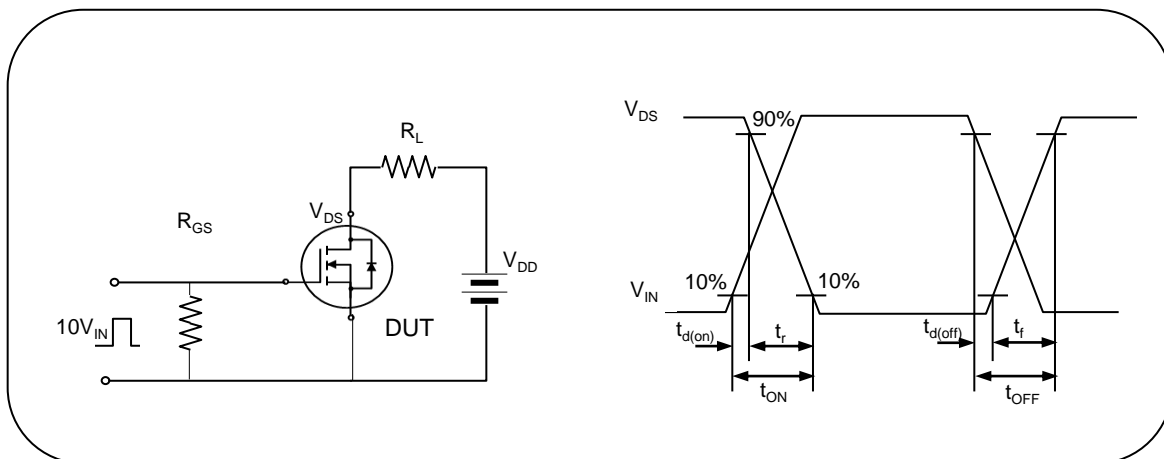 R_L
V_DS
R_GS
V_DD
10V_IN
DUT
V_DS
90%
10%
10%
V_IN
t_d(on)
t_r
t_d(off)
t_f
t_ON
t_OFF